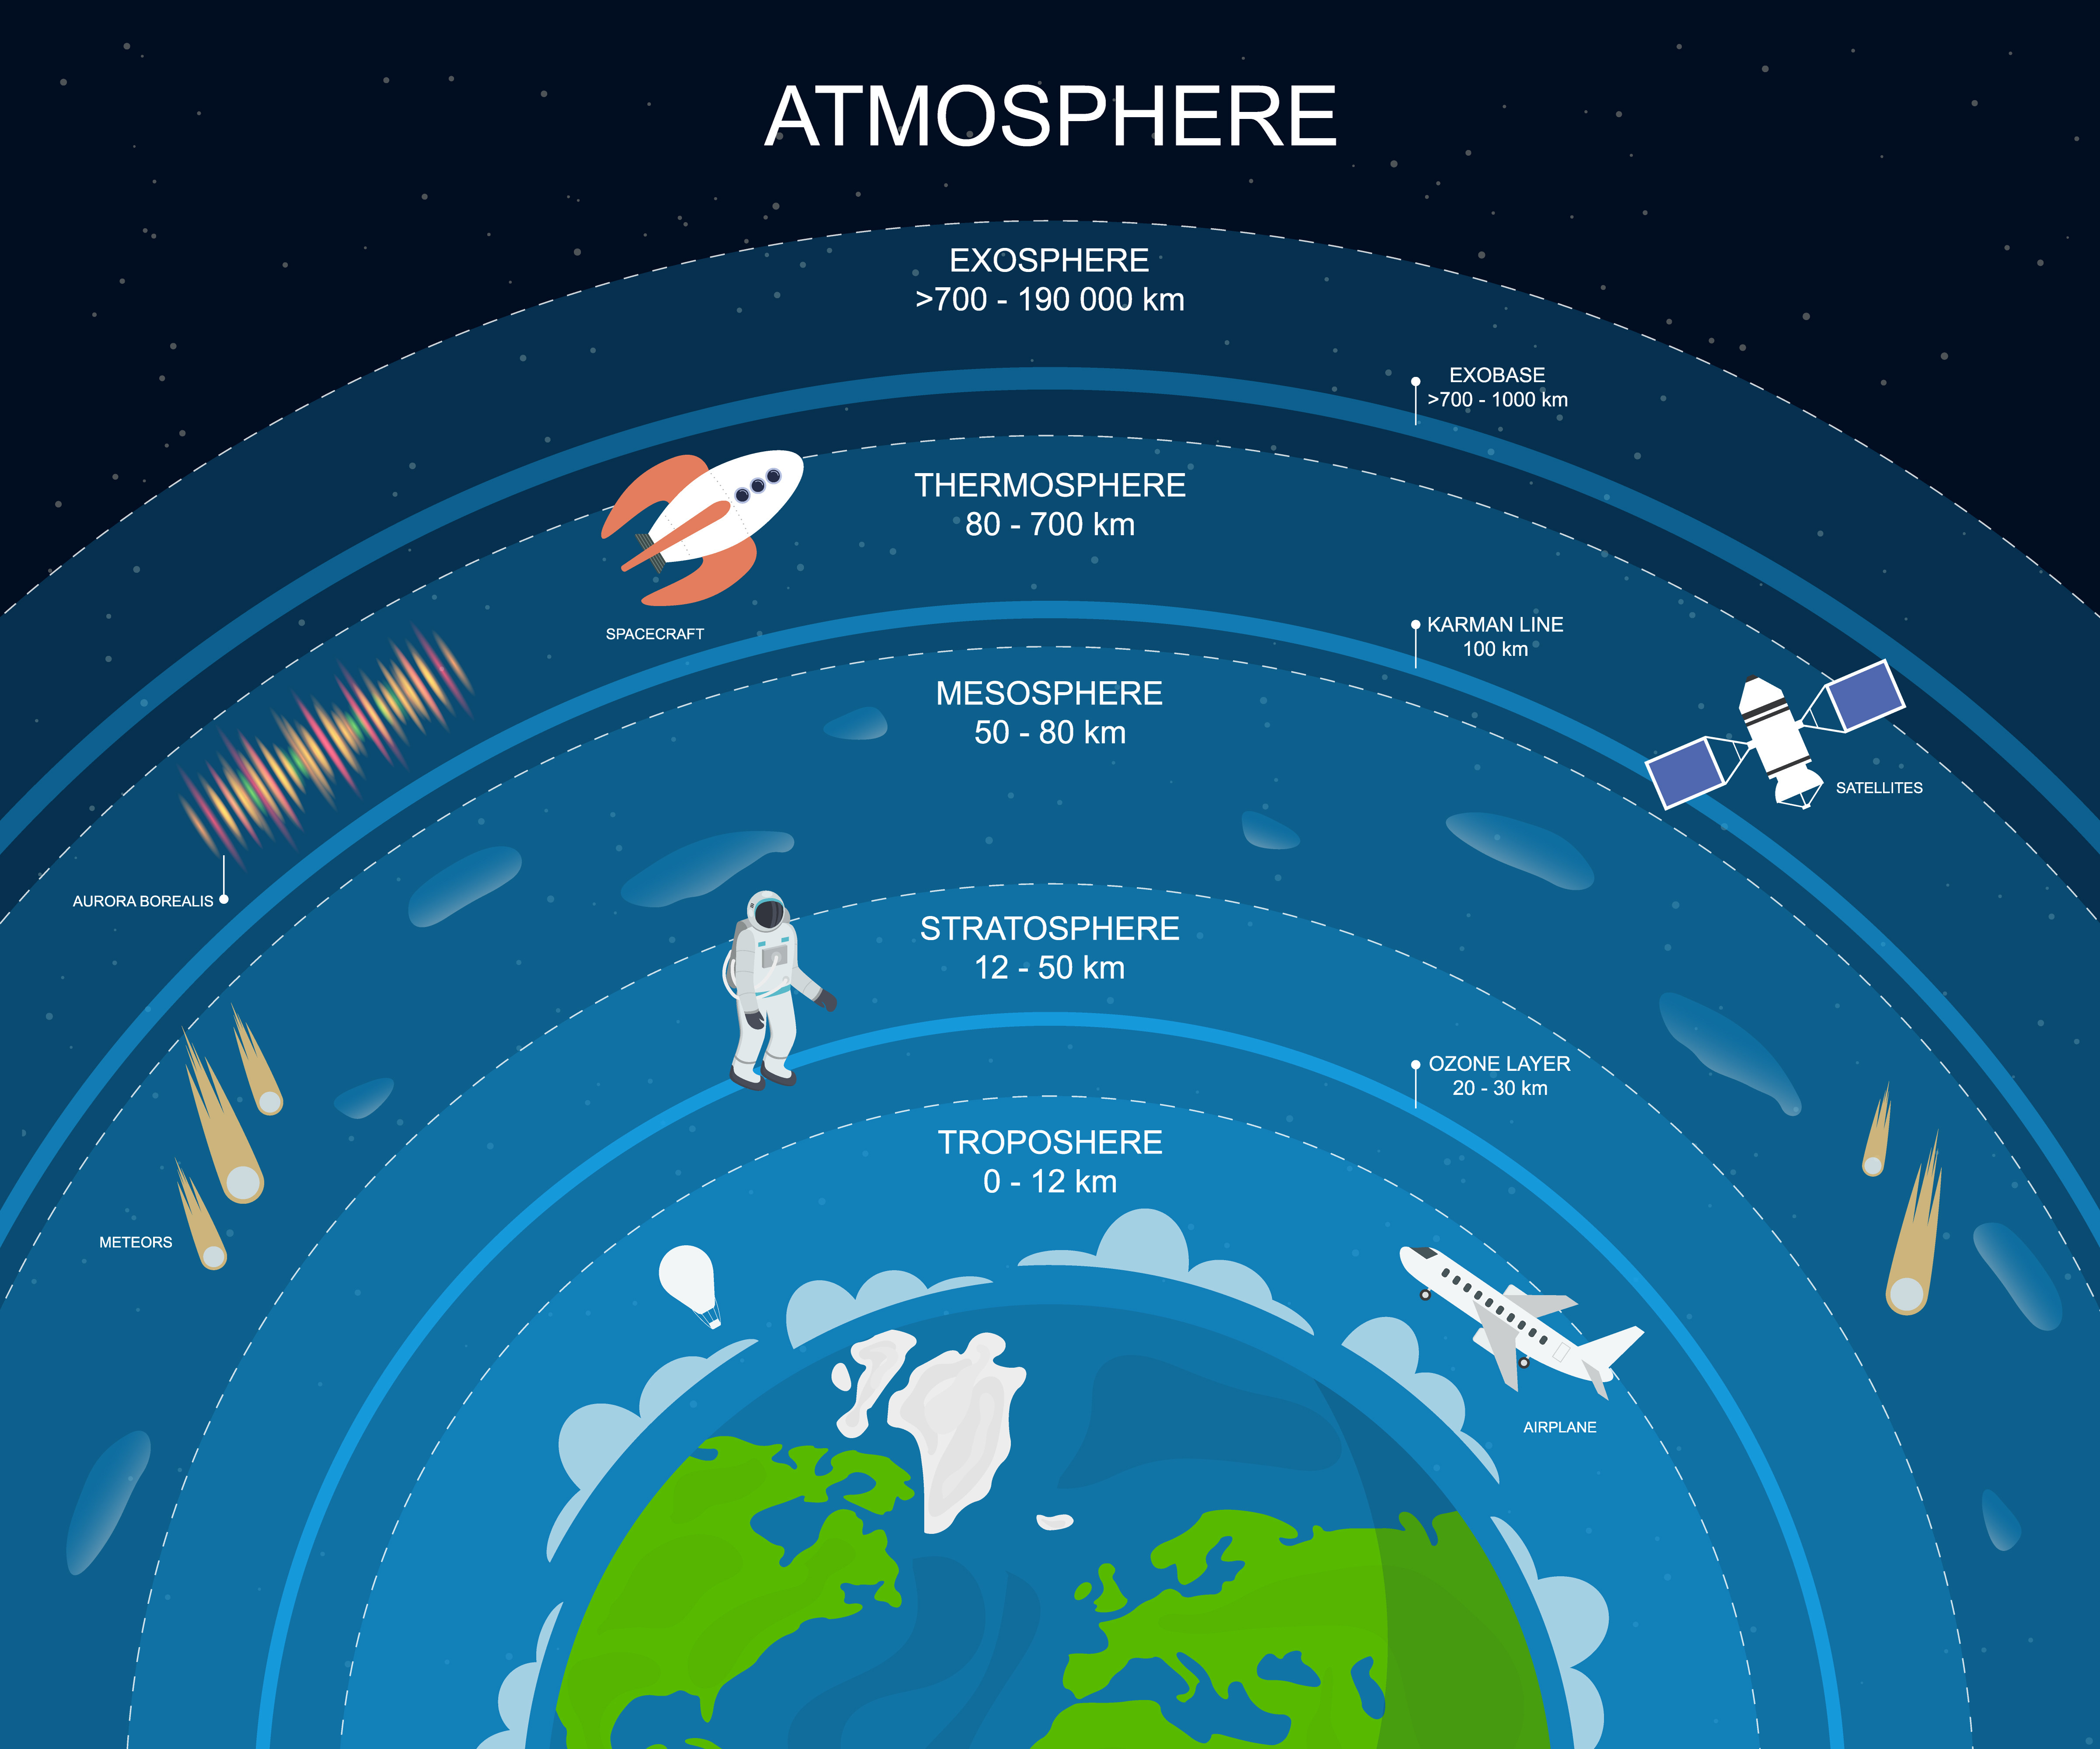 ATMOSPHERE
EXOSPHERE
>700 - 190 000 km
EXOBASE
>700 - 1000 km
THERMOSPHERE
80 - 700 km
SPACECRAFT
KARMAN LINE
100 km
MESOSPHERE
50 - 80 km
SATELLITES
AURORA BOREALIS
STRATOSPHERE
12 - 50 km
OZONE LAYER
20 - 30 km
TROPOSHERE
0 - 12 km
METEORS
AIRPLANE